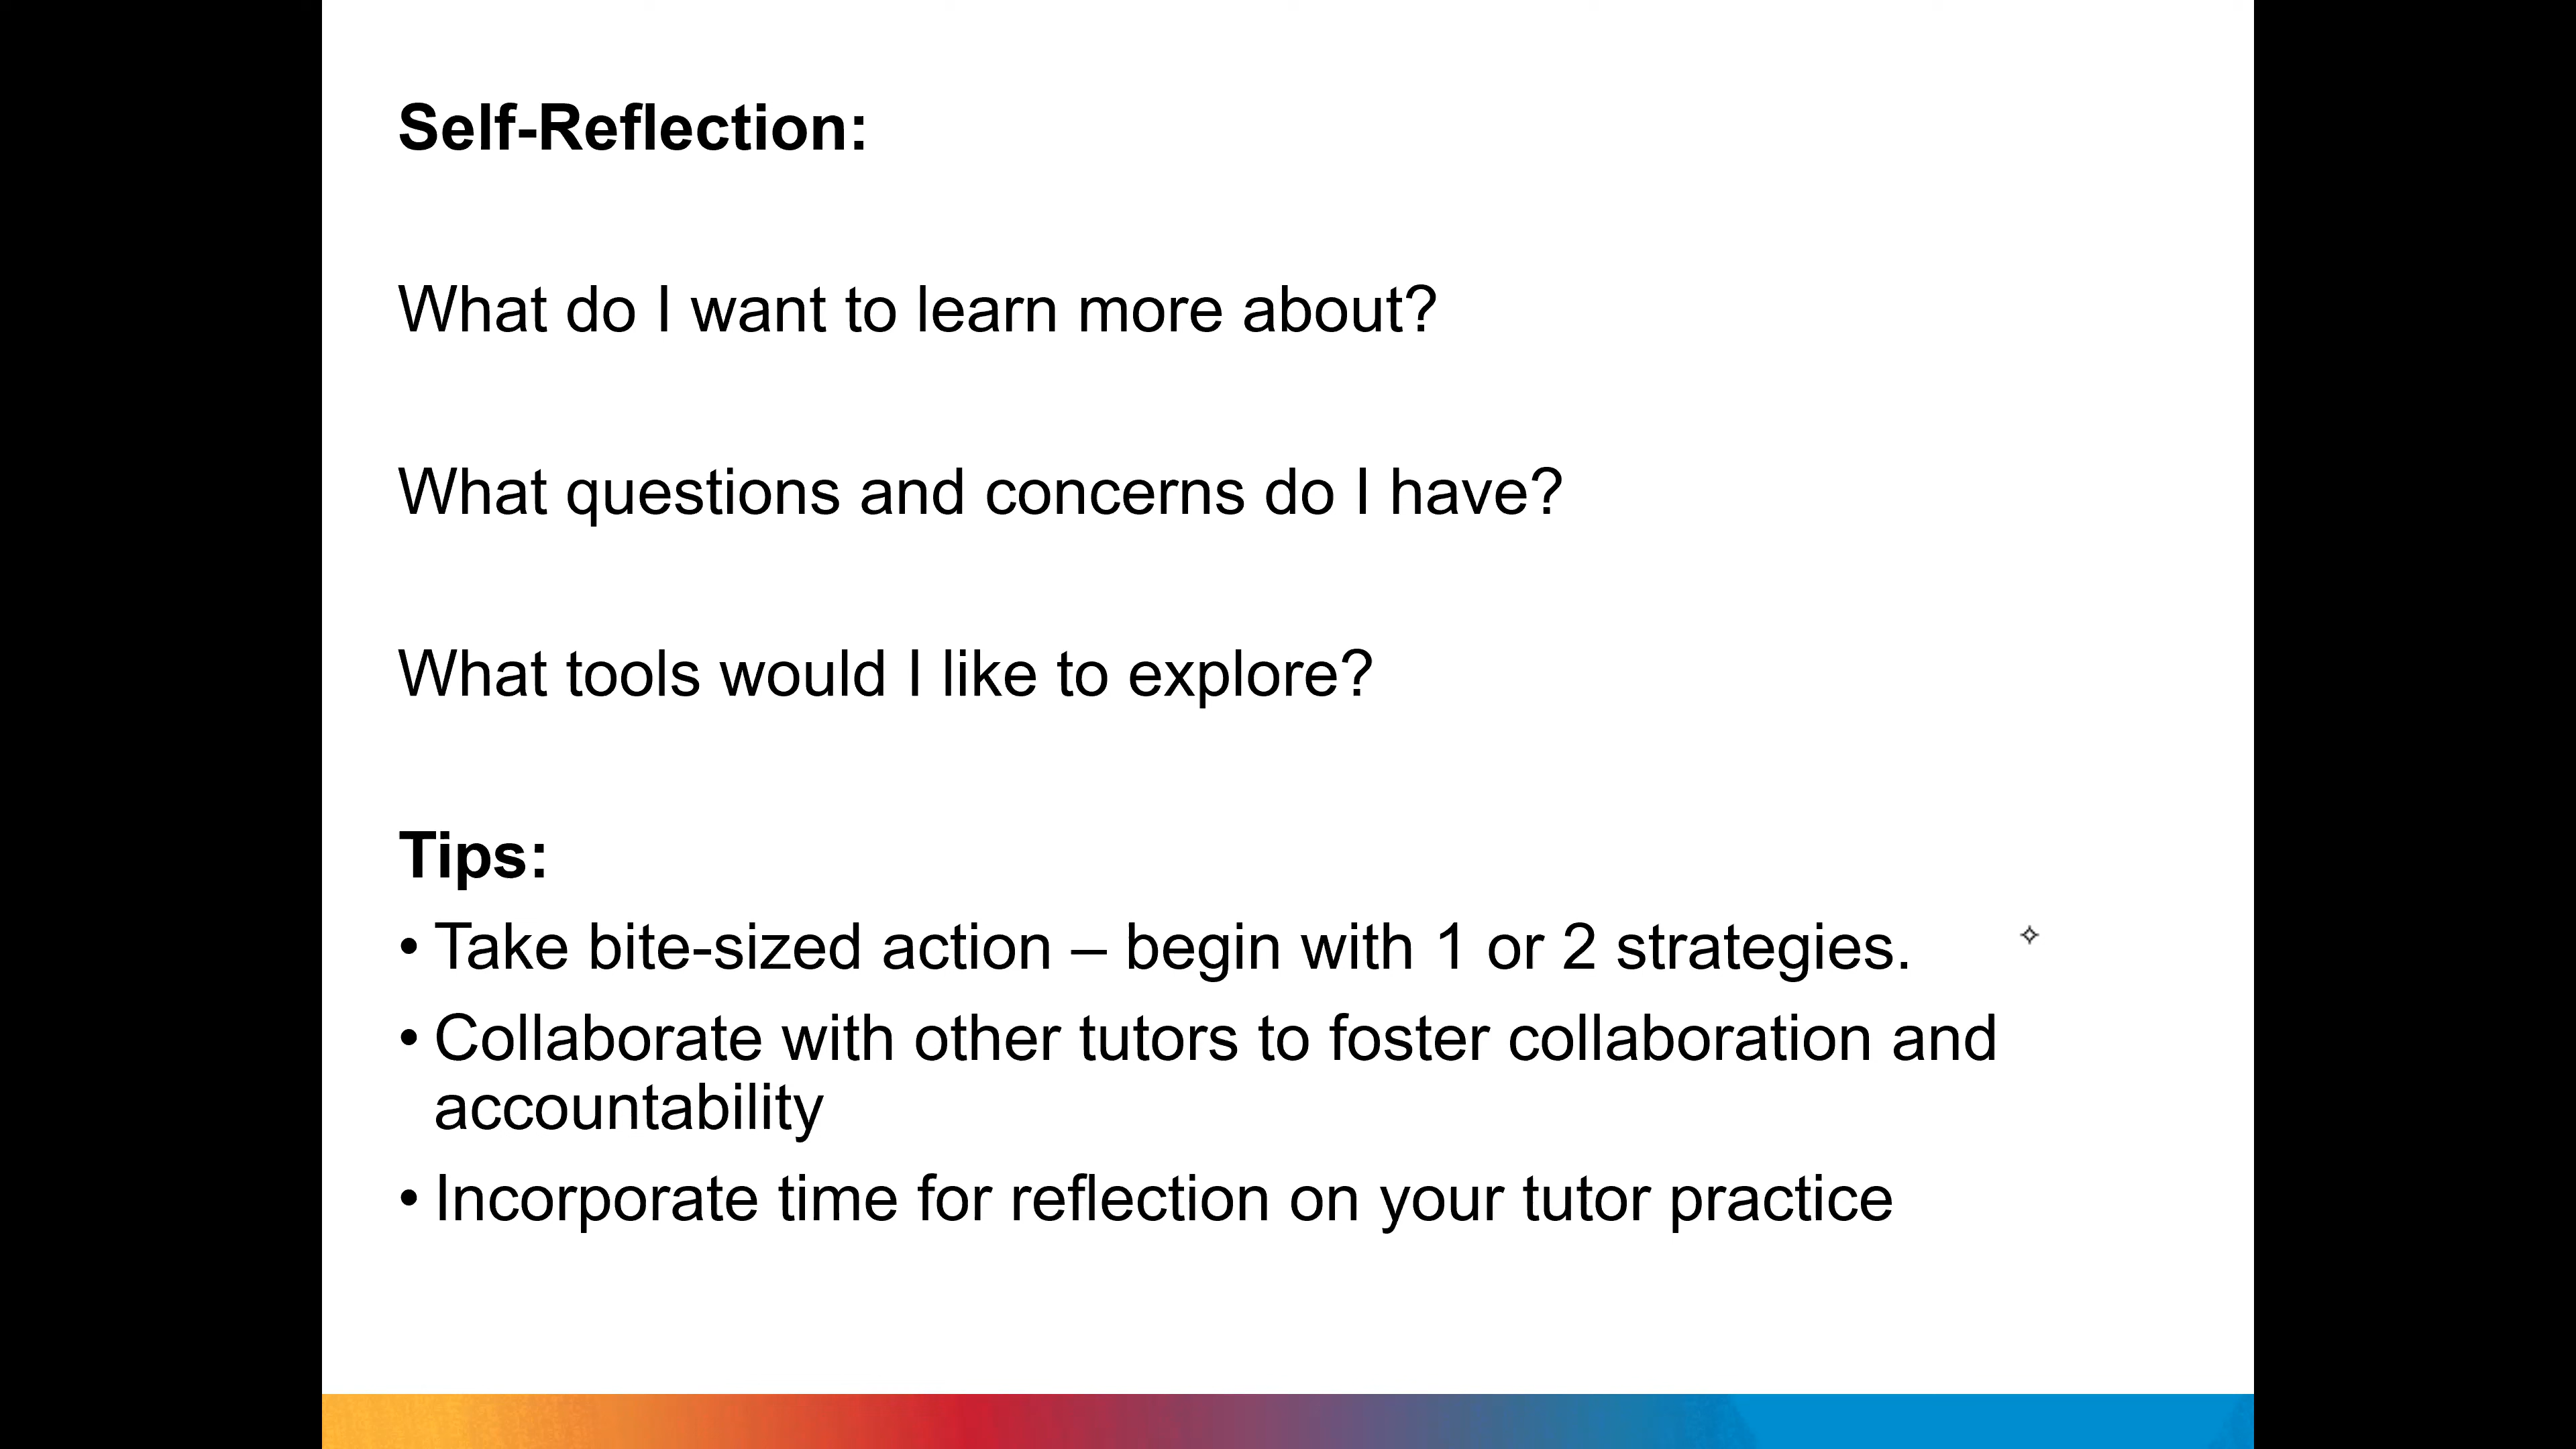 Self-Reflection:
What do I want to learn more about?
What questions and concerns do I have?
What tools would I like to explore?
Tips:
• Take bite-sized action – begin with 1 or 2 strategies.
• Collaborate with other tutors to foster collaboration and
accountability
• Incorporate time for reflection on your tutor practice